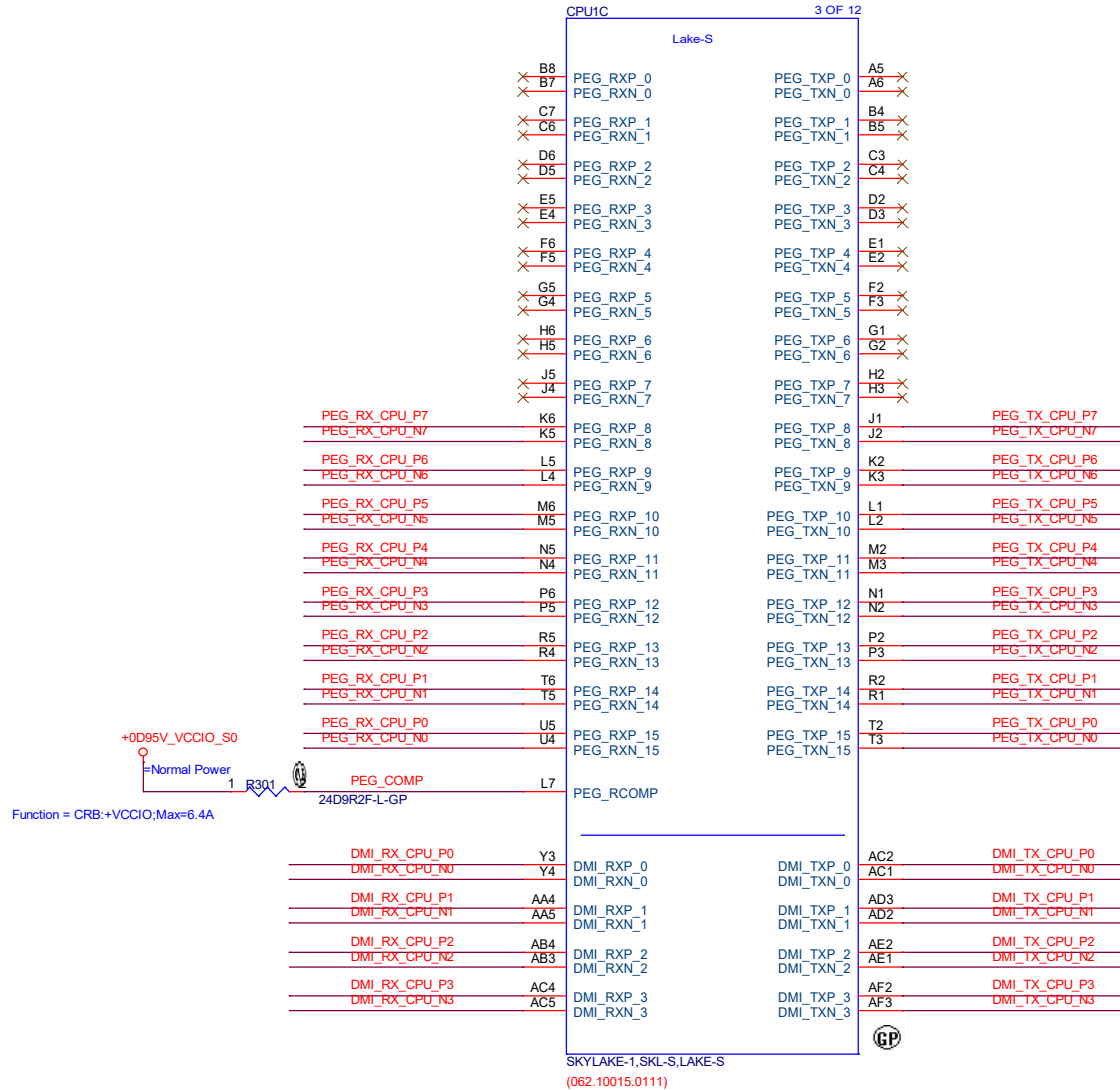 CPU1C 3 OF 12
Lake-S
B8 PEG_RXP_0 PEG_TXP_0 A5
B7 PEG_RXN_0 PEG_TXN_0 A6
C7 PEG_RXP_1 PEG_TXP_1 B4
C6 PEG_RXN_1 PEG_TXN_1 B5
D6 PEG_RXP_2 PEG_TXP_2 C3
D5 PEG_RXN_2 PEG_TXN_2 C4
E5 PEG_RXP_3 PEG_TXP_3 D2
E4 PEG_RXN_3 PEG_TXN_3 D3
F6 PEG_RXP_4 PEG_TXP_4 E1
F5 PEG_RXN_4 PEG_TXN_4 E2
G5 PEG_RXP_5 PEG_TXP_5 F2
G4 PEG_RXN_5 PEG_TXN_5 F3
H6 PEG_RXP_6 PEG_TXP_6 G1
H5 PEG_RXN_6 PEG_TXN_6 G2
J5 PEG_RXP_7 PEG_TXP_7 H2
J4 PEG_RXN_7 PEG_TXN_7 H3
PEG_RX_CPU_P7 K6 PEG_RXP_8 PEG_TXP_8 J1 PEG_TX_CPU_P7
PEG_RX_CPU_N7 K5 PEG_RXN_8 PEG_TXN_8 J2 PEG_TX_CPU_N7
PEG_RX_CPU_P6 L5 PEG_RXP_9 PEG_TXP_9 K2 PEG_TX_CPU_P6
PEG_RX_CPU_N6 L4 PEG_RXN_9 PEG_TXN_9 K3 PEG_TX_CPU_N6
PEG_RX_CPU_P5 M6 PEG_RXP_10 PEG_TXP_10 L1 PEG_TX_CPU_P5
PEG_RX_CPU_N5 M5 PEG_RXN_10 PEG_TXN_10 L2 PEG_TX_CPU_N5
PEG_RX_CPU_P4 N5 PEG_RXP_11 PEG_TXP_11 M2 PEG_TX_CPU_P4
PEG_RX_CPU_N4 N4 PEG_RXN_11 PEG_TXN_11 M3 PEG_TX_CPU_N4
PEG_RX_CPU_P3 P6 PEG_RXP_12 PEG_TXP_12 N1 PEG_TX_CPU_P3
PEG_RX_CPU_N3 P5 PEG_RXN_12 PEG_TXN_12 N2 PEG_TX_CPU_N3
PEG_RX_CPU_P2 R5 PEG_RXP_13 PEG_TXP_13 P2 PEG_TX_CPU_P2
PEG_RX_CPU_N2 R4 PEG_RXN_13 PEG_TXN_13 P3 PEG_TX_CPU_N2
PEG_RX_CPU_P1 T6 PEG_RXP_14 PEG_TXP_14 R2 PEG_TX_CPU_P1
PEG_RX_CPU_N1 T5 PEG_RXN_14 PEG_TXN_14 R1 PEG_TX_CPU_N1
PEG_RX_CPU_P0 U5 PEG_RXP_15 PEG_TXP_15 T2 PEG_TX_CPU_P0
PEG_RX_CPU_N0 U4 PEG_RXN_15 PEG_TXN_15 T3 PEG_TX_CPU_N0
+0D95V_VCCIO_S0
=Normal Power
1 R301 2 PEG_COMP L7 PEG_RCOMP
24D9R2F-L-GP
Function = CRB:+VCCIO;Max=6.4A
DMI_RX_CPU_P0 Y3 DMI_RXP_0 DMI_TXP_0 AC2 DMI_TX_CPU_P0
DMI_RX_CPU_N0 Y4 DMI_RXN_0 DMI_TXN_0 AC1 DMI_TX_CPU_N0
DMI_RX_CPU_P1 AA4 DMI_RXP_1 DMI_TXP_1 AD3 DMI_TX_CPU_P1
DMI_RX_CPU_N1 AA5 DMI_RXN_1 DMI_TXN_1 AD2 DMI_TX_CPU_N1
DMI_RX_CPU_P2 AB4 DMI_RXP_2 DMI_TXP_2 AE2 DMI_TX_CPU_P2
DMI_RX_CPU_N2 AB3 DMI_RXN_2 DMI_TXN_2 AE1 DMI_TX_CPU_N2
DMI_RX_CPU_P3 AC4 DMI_RXP_3 DMI_TXP_3 AF2 DMI_TX_CPU_P3
DMI_RX_CPU_N3 AC5 DMI_RXN_3 DMI_TXN_3 AF3 DMI_TX_CPU_N3
GP
SKYLAKE-1,SKL-S,LAKE-S
(062.10015.0111)